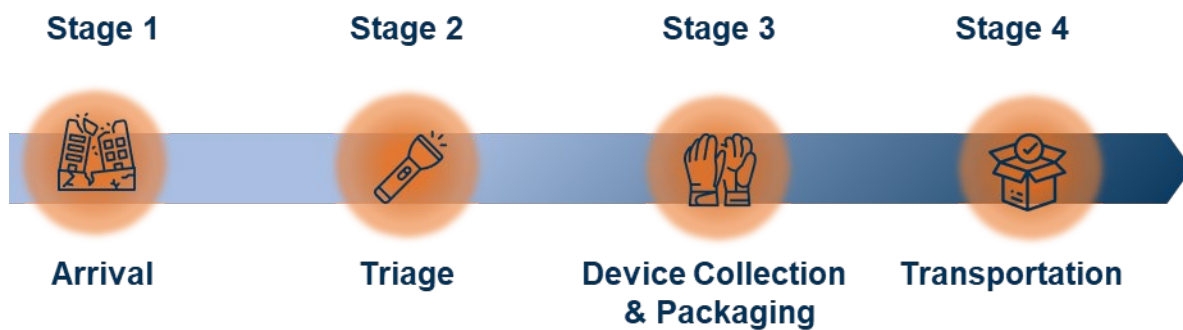 Stage 1
Stage 2
Stage 3
Stage 4
Arrival
Triage
Device Collection
& Packaging
Transportation